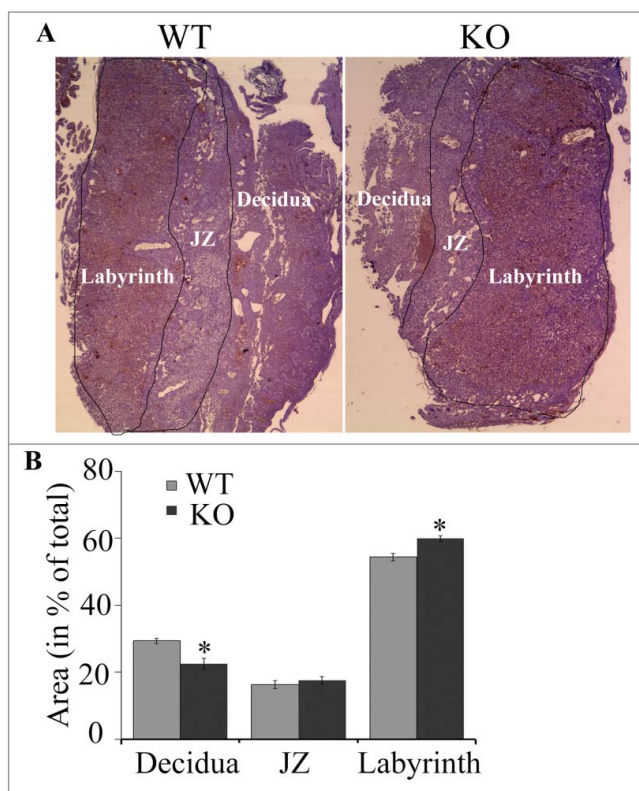 A
WT
KO
Labyrinth
JZ
Decidua
Decidua
JZ
Labyrinth
B
Area (in % of total)
80
60
40
20
0
WT
KO
*
*
Decidua JZ Labyrinth